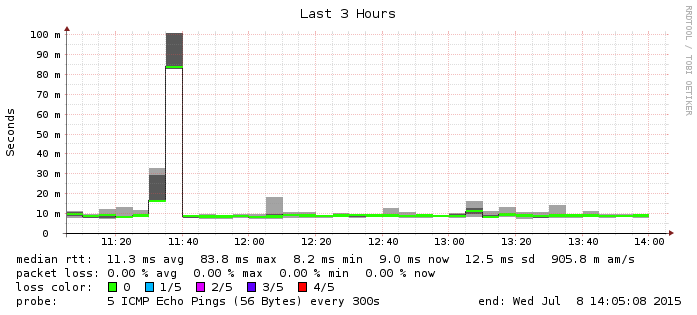 Last 3 Hours
RRDTOOL / TOBI OETIKER
Seconds
100 m
90 m
80 m
70 m
60 m
50 m
40 m
30 m
20 m
10 m
0
11:20 11:40 12:00 12:20 12:40 13:00 13:20 13:40 14:00
median rtt: 11.3 ms avg 83.8 ms max 8.2 ms min 9.0 ms now 12.5 ms sd 905.8 m am/s
packet loss: 0.00 % avg 0.00 % max 0.00 % min 0.00 % now
loss color: 0 1/5 2/5 3/5 4/5
probe: 5 ICMP Echo Pings (56 Bytes) every 300s end: Wed Jul 8 14:05:08 2015